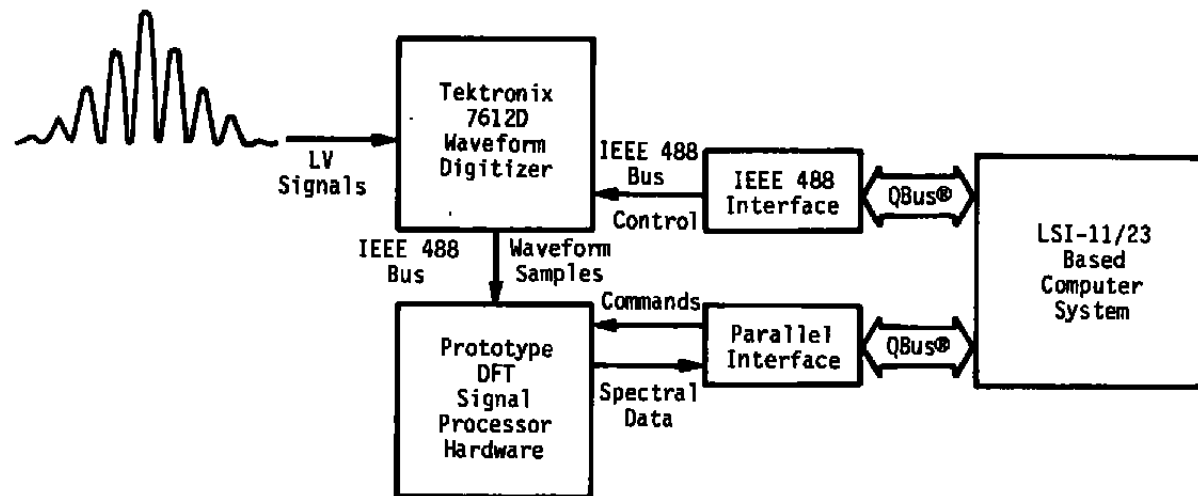 Tektronix
7612D
Waveform
Digitizer
LV
Signals
IEEE 488
Bus
Control
IEEE 488
Interface
QBus®
LSI-11/23
Based
Computer
System
IEEE 488
Bus
Waveform
Samples
Commands
Prototype
DFT
Signal
Processor
Hardware
Spectral
Data
Parallel
Interface
QBus®